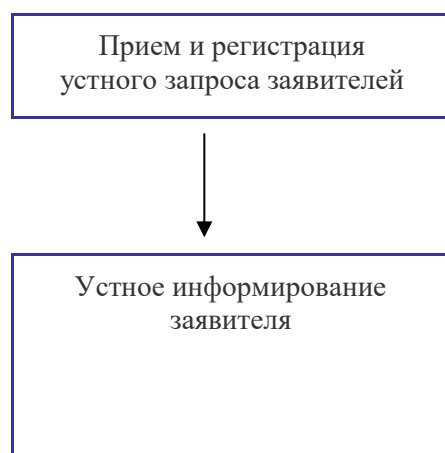 Прием и регистрация
устного запроса заявителей
Устное информирование
заявителя